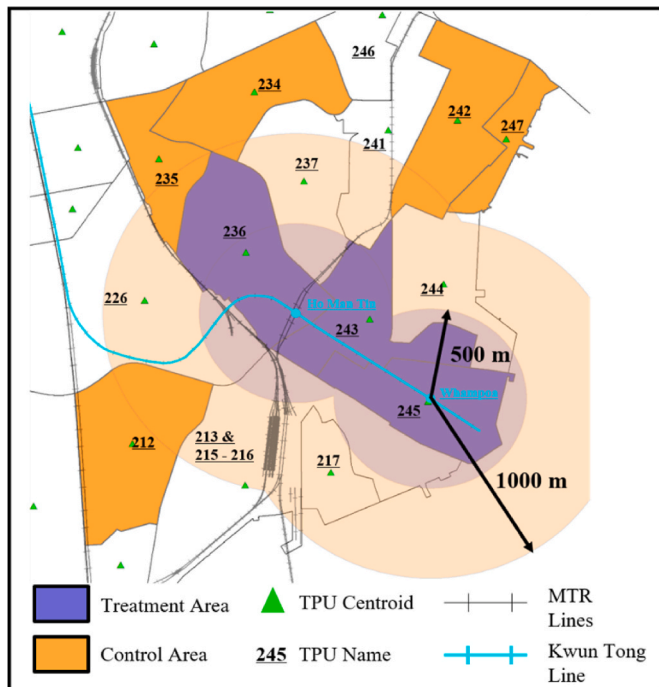 246
234
242
247
241
237
235
236
226
244
Ho Man Tin
243
500 m
Whampoa
245
212
213 &
215 - 216
217
1000 m
Treatment Area
TPU Centroid
MTR
Lines
Control Area
245
TPU Name
Kwun Tong
Line